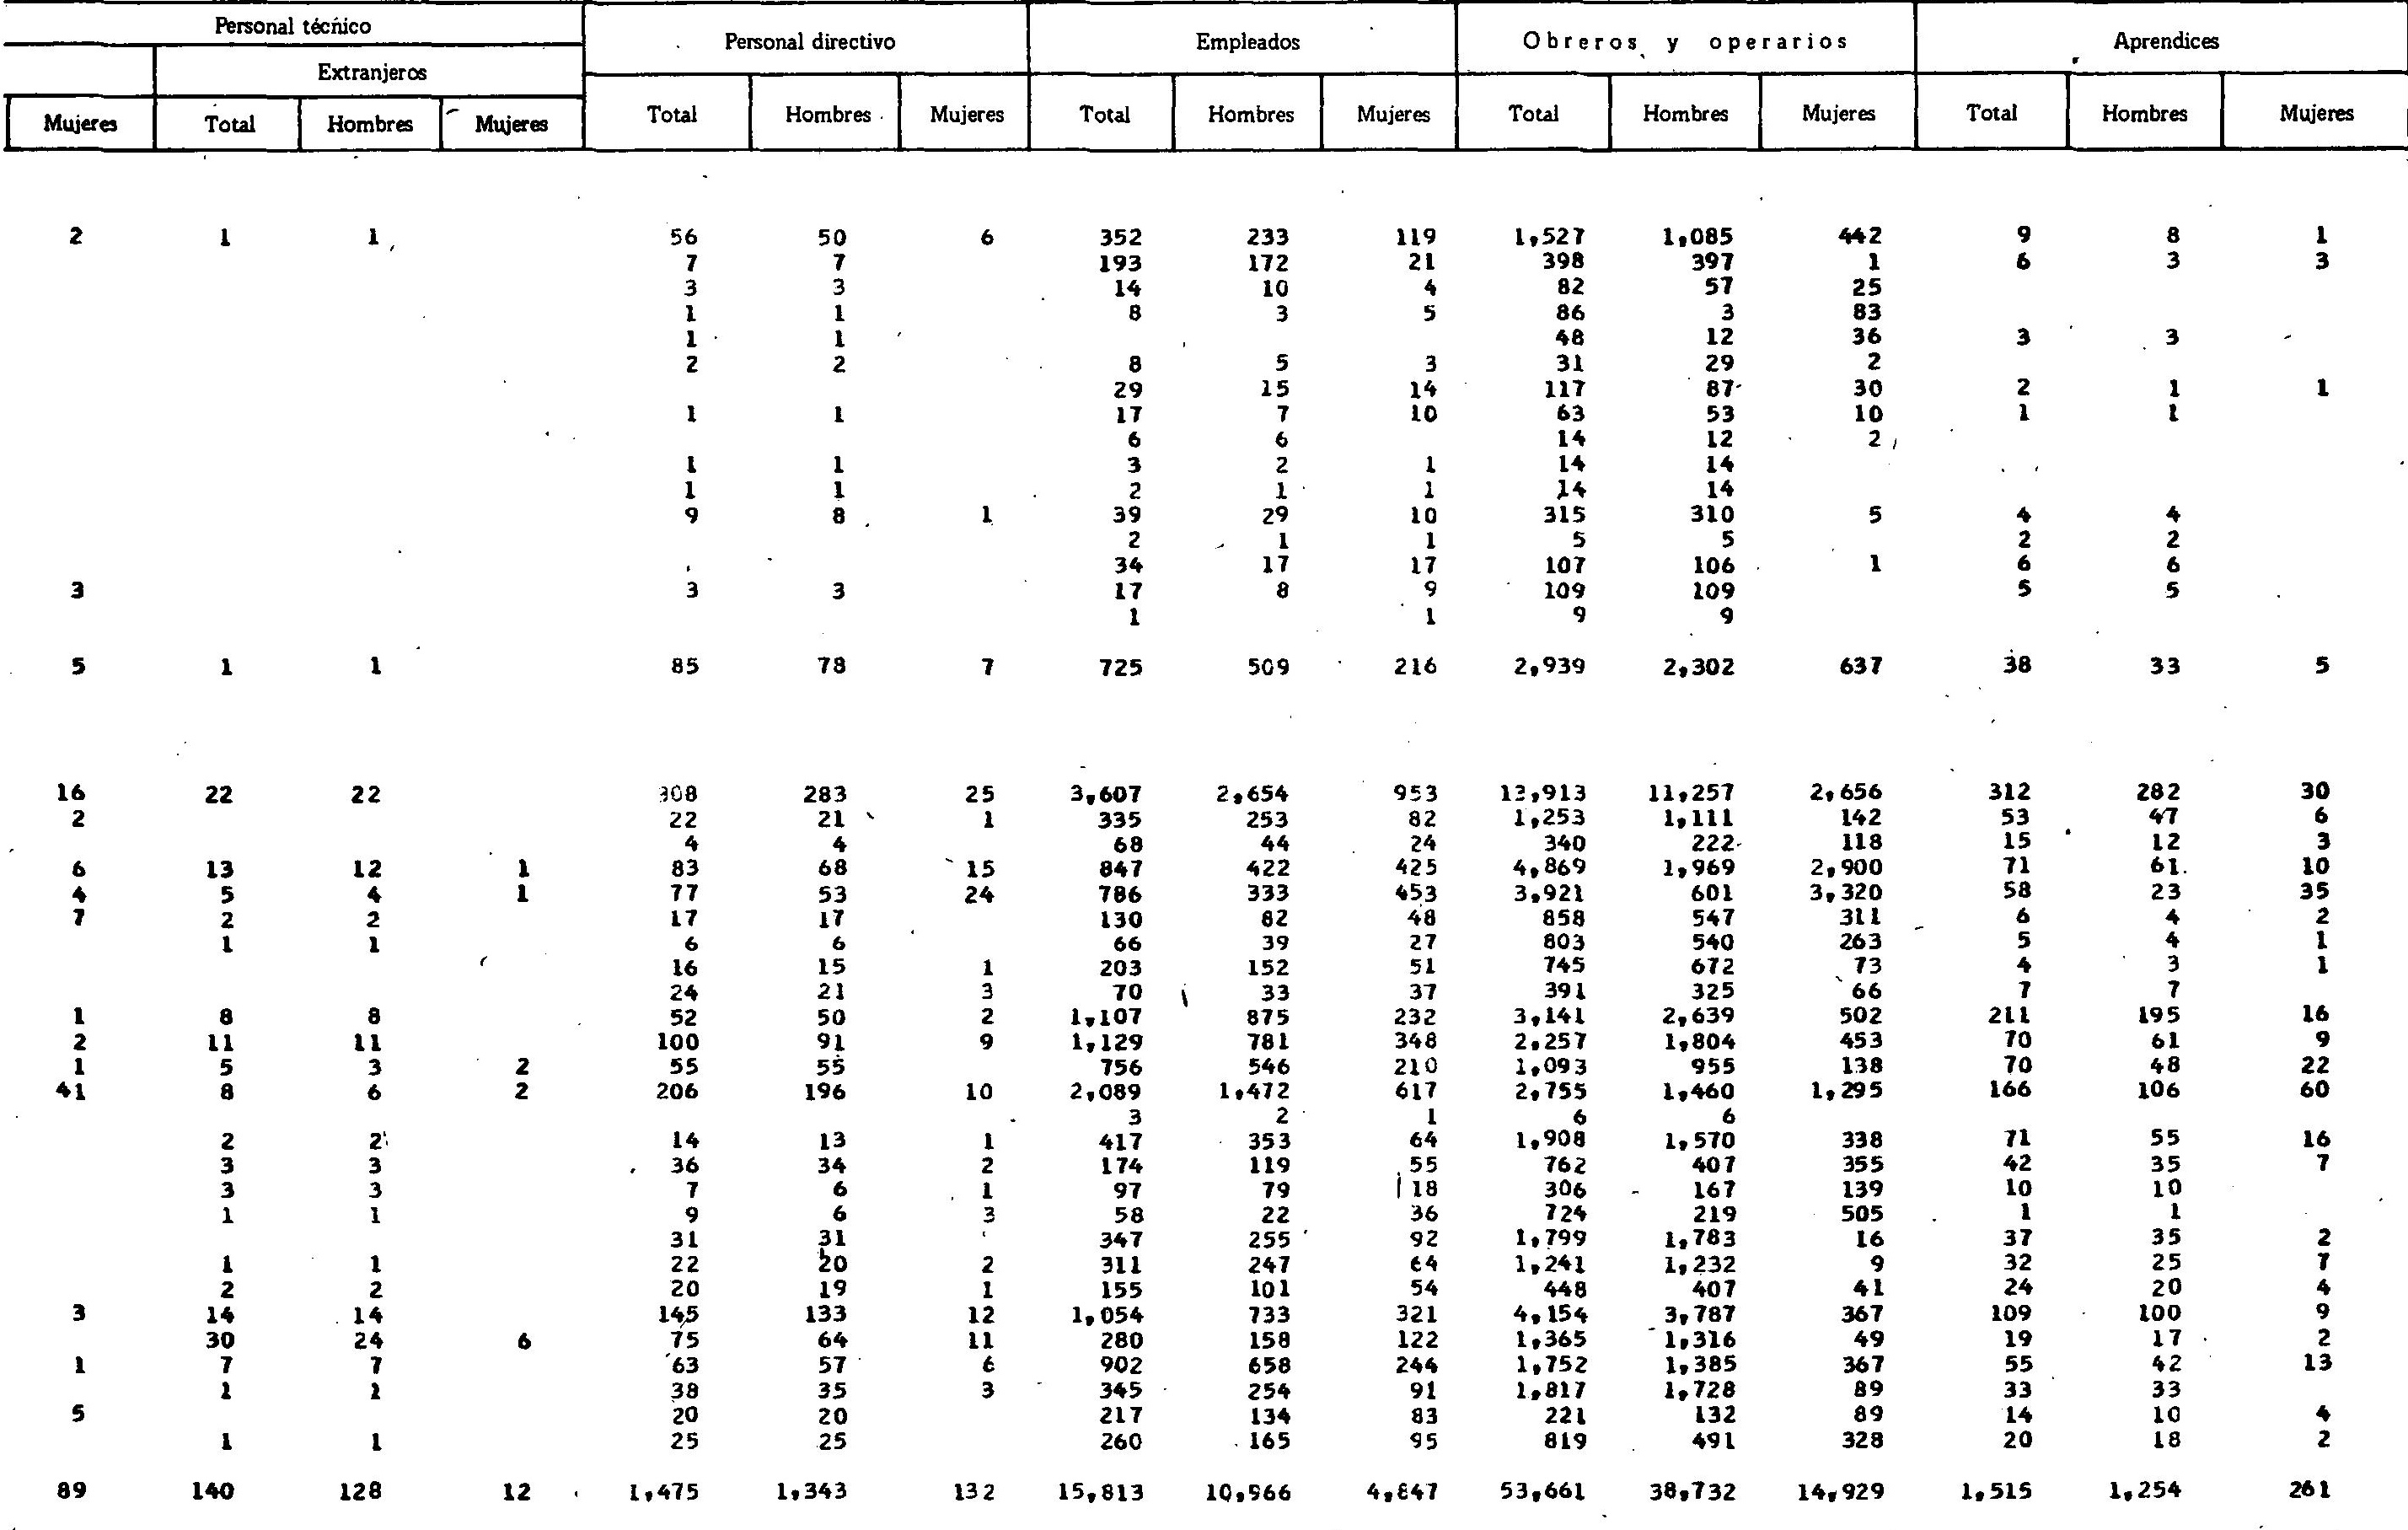 Personal técnico Personal directivo Empleados Obreros y operarios Aprendices
Extranjeros
Mujeres Total Hombres Mujeres Total Hombres Mujeres Total Hombres Mujeres Total Hombres Mujeres Total Hombres Mujeres
2 1 1 56 50 6 352 233 119 1,527 1,085 442 9 8 1
7 7 193 172 21 398 397 1 6 3 3
3 3 14 10 4 82 57 25
1 1 8 3 5 86 3 83
1 1 48 12 36 3 3
2 2 8 5 3 31 29 2
29 15 14 117 87 30 2 1 1
1 1 17 7 10 63 53 10 1 1
6 6 14 12 2
1 1 3 2 1 14 14
1 1 2 1 1 14 14
9 8 1 39 29 10 315 310 5 4 4
2 1 1 5 5 2 2
34 17 17 107 106 1 6 6
3 3 3 17 8 9 109 109 5 5
1 1 9 9
5 1 1 85 78 7 725 509 216 2,939 2,302 637 38 33 5
16 22 22 308 283 25 3,607 2,654 953 13,913 11,257 2,656 312 282 30
2 22 21 1 335 253 82 1,253 1,111 142 53 47 6
4 4 68 44 24 340 222 118 15 12 3
6 13 12 1 83 68 15 847 422 425 4,869 1,969 2,900 71 61 10
4 5 4 1 77 53 24 786 333 453 3,921 601 3,320 58 23 35
7 2 2 17 17 130 82 48 858 547 311 6 4 2
1 1 6 6 66 39 27 803 540 263 5 4 1
16 15 1 203 152 51 745 672 73 4 3 1
24 21 3 70 33 37 391 325 66 7 7
1 8 8 52 50 2 1,107 875 232 3,141 2,639 502 211 195 16
2 11 11 100 91 9 1,129 781 348 2,257 1,804 453 70 61 9
1 5 3 2 55 55 756 546 210 1,093 955 138 70 48 22
41 8 6 2 206 196 10 2,089 1,472 617 2,755 1,460 1,295 166 106 60
3 2 1 6 6
2 2 14 13 1 417 353 64 1,908 1,570 338 71 55 16
3 3 36 34 2 174 119 55 762 407 355 42 35 7
3 3 7 6 1 97 79 18 306 167 139 10 10
1 1 9 6 3 58 22 36 724 219 505 1 1
31 31 347 255 92 1,799 1,783 16 37 35 2
1 1 22 20 2 311 247 64 1,241 1,232 9 32 25 7
2 2 20 19 1 155 101 54 448 407 41 24 20 4
3 14 14 145 133 12 1,054 733 321 4,154 3,787 367 109 100 9
30 24 6 75 64 11 280 158 122 1,365 1,316 49 19 17 2
1 7 7 63 57 6 902 658 244 1,752 1,385 367 55 42 13
1 1 38 35 3 345 254 91 1,817 1,728 89 33 33
5 20 20 217 134 83 221 132 89 14 10 4
1 1 25 25 260 165 95 819 491 328 20 18 2
89 140 128 12 1,475 1,343 132 15,813 10,966 4,847 53,661 38,732 14,929 1,515 1,254 261